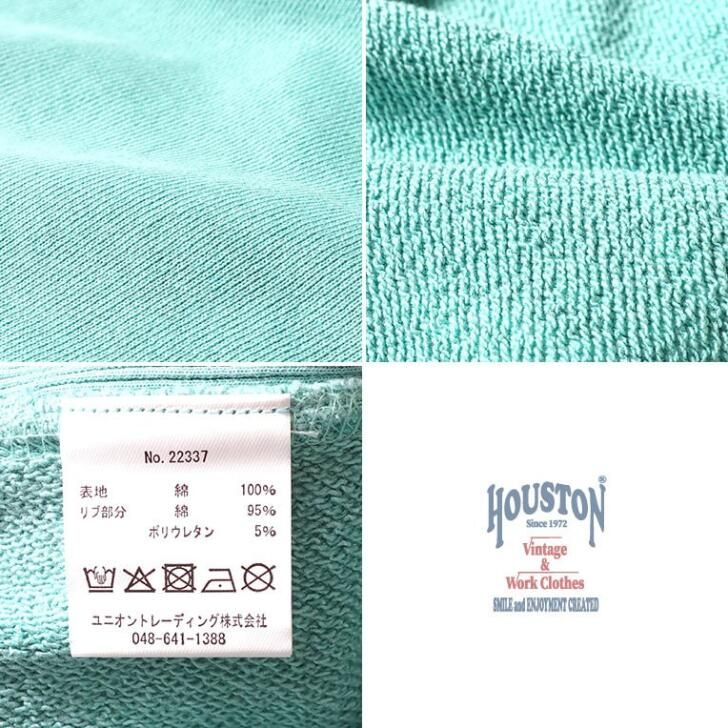 No. 22337
表地 綿 100%
リブ部分 綿 95%
ポリウレタン 5%
ユニオントレーディング株式会社
048-641-1388
HOUSTON®
Since 1972
Vintage
&
Work Clothes
SMILE and ENJOYMENT CREATED